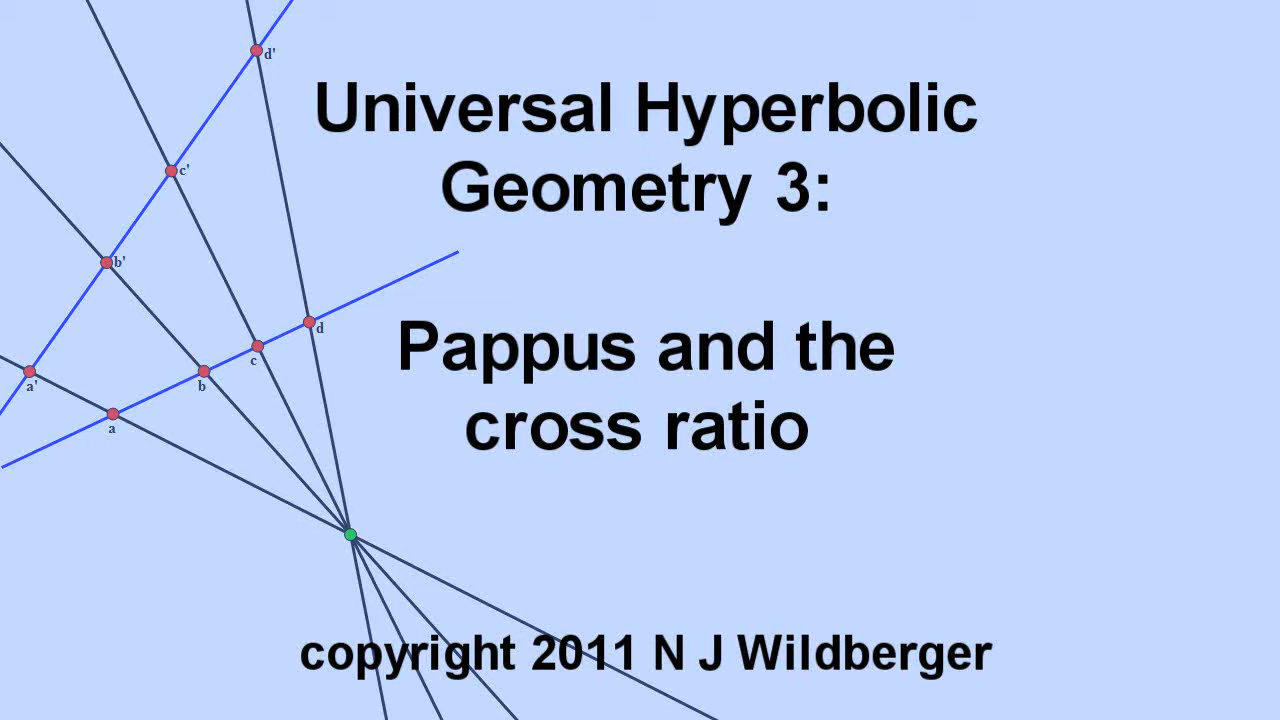 d'
Universal Hyperbolic
Geometry 3:
c'
b'
d
Pappus and the
c
a'
b
cross ratio
a
copyright 2011 N J Wildberger